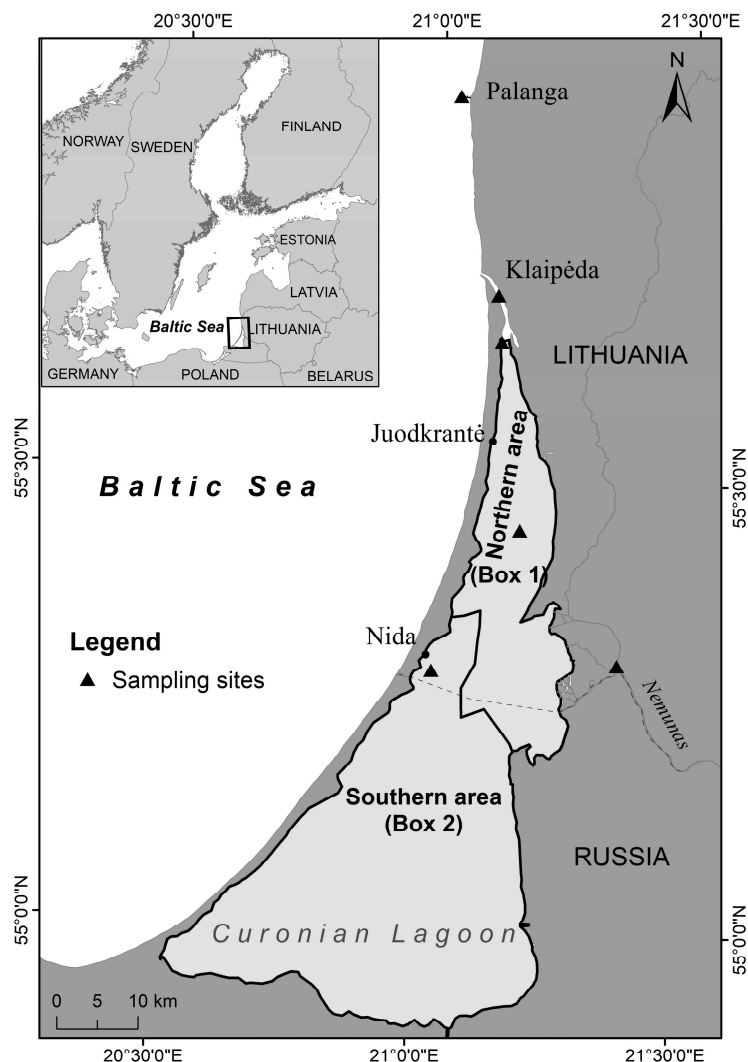 20°30'0"E
21°0'0"E
21°30'0"E
N
Palanga
NORWAY
SWEDEN
FINLAND
ESTONIA
LATVIA
Baltic Sea
LITHUANIA
GERMANY
POLAND
BELARUS
Klaipėda
LITHUANIA
Juodkrantė
55°30'0"N
55°30'0"N
Baltic Sea
Northern area
(Box 1)
Legend
Sampling sites
Nida
Nemunas
Southern area
(Box 2)
RUSSIA
55°0'0"N
55°0'0"N
Curonian Lagoon
0 5 10 km
20°30'0"E
21°0'0"E
21°30'0"E